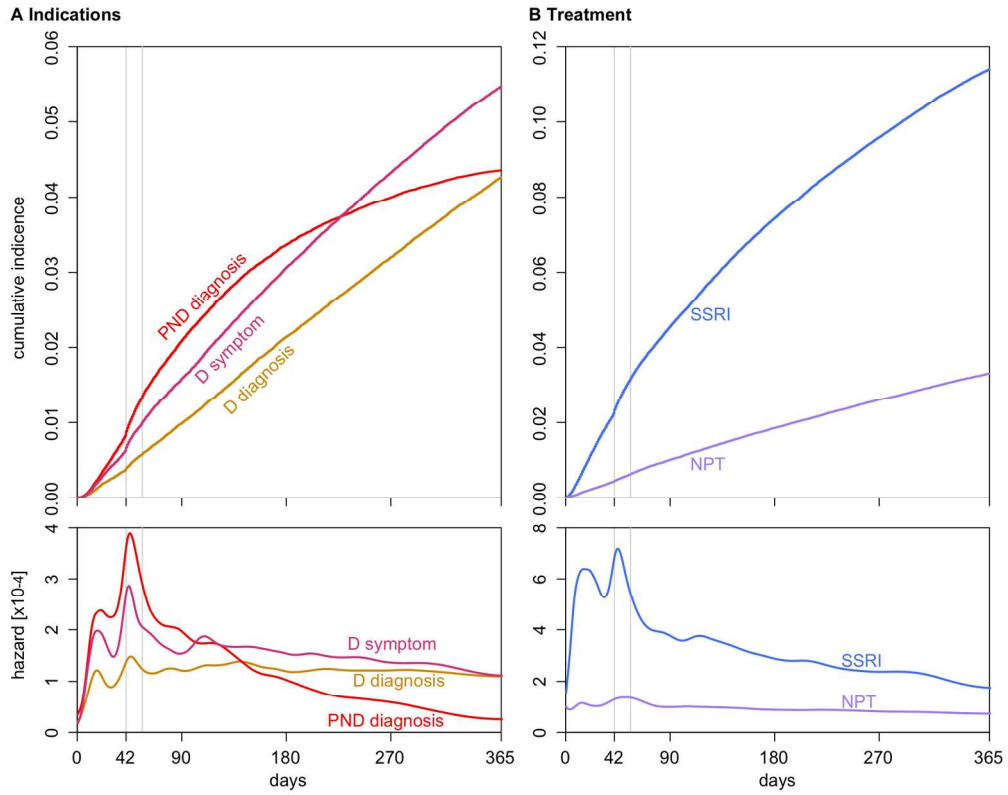 A Indications
B Treatment
cumulative indicence
0.06
0.05
0.04
0.03
0.02
0.01
0.00
PND diagnosis
D symptom
D diagnosis
0.12
0.10
0.08
0.06
0.04
0.02
0.00
SSRI
NPT
hazard [x10-4]
4
3
2
1
0
D symptom
D diagnosis
PND diagnosis
0 42 90 180 270 365
days
8
6
4
2
0
SSRI
NPT
0 42 90 180 270 365
days